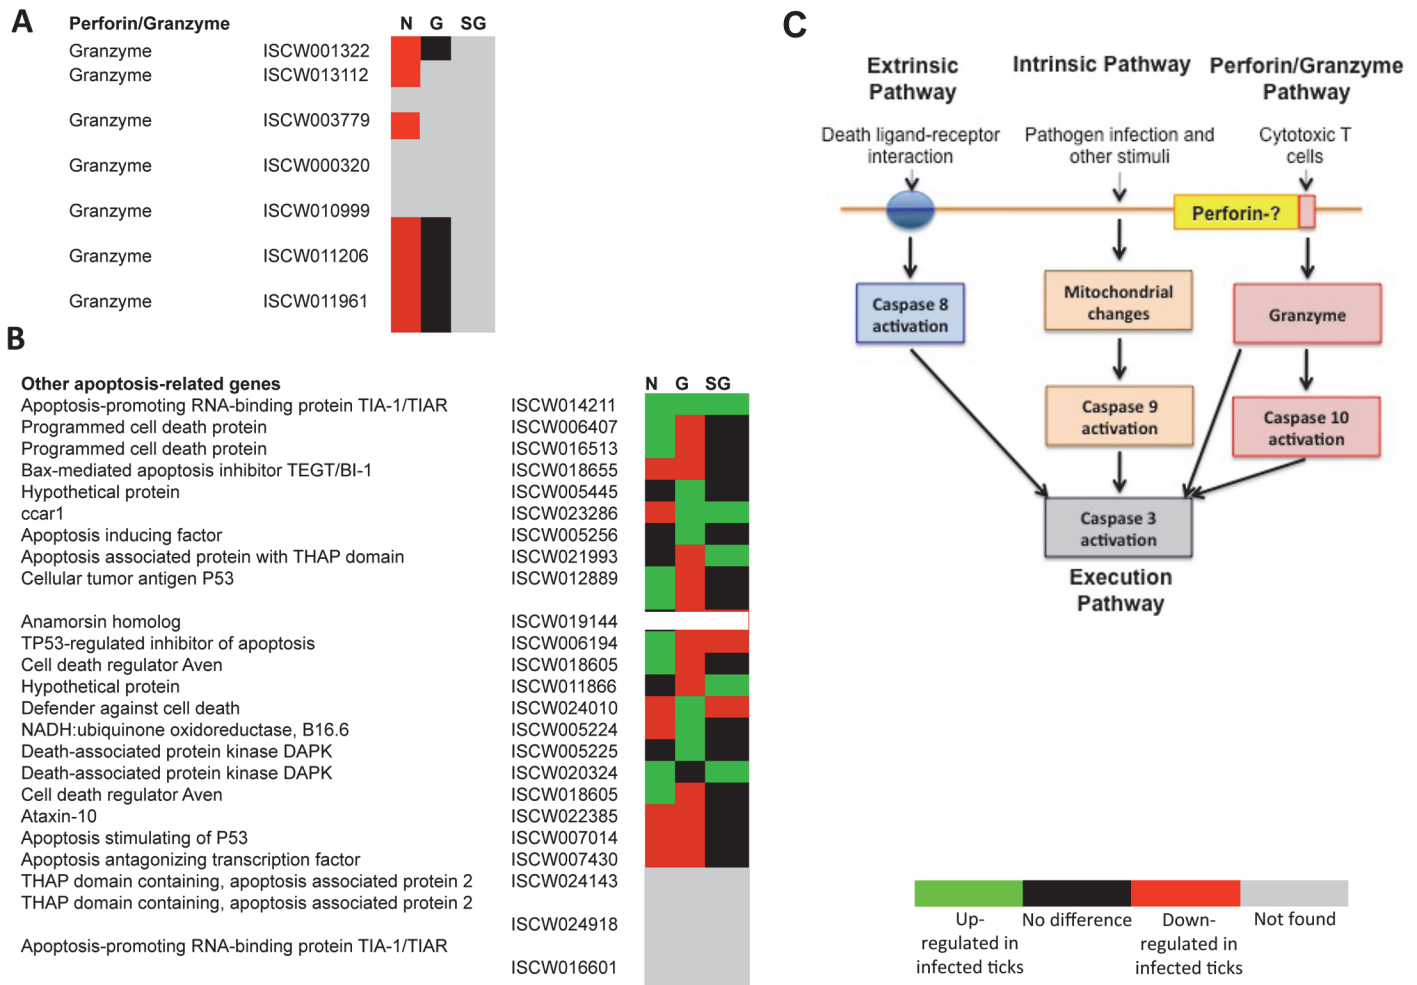 A
Perforin/Granzyme N G SG
Granzyme ISCW001322
Granzyme ISCW013112
Granzyme ISCW003779
Granzyme ISCW000320
Granzyme ISCW010999
Granzyme ISCW011206
Granzyme ISCW011961
B
Other apoptosis-related genes N G SG
Apoptosis-promoting RNA-binding protein TIA-1/TIAR ISCW014211
Programmed cell death protein ISCW006407
Programmed cell death protein ISCW016513
Bax-mediated apoptosis inhibitor TEGT/BI-1 ISCW018655
Hypothetical protein ISCW005445
ccar1 ISCW023286
Apoptosis inducing factor ISCW005256
Apoptosis associated protein with THAP domain ISCW021993
Cellular tumor antigen P53 ISCW012889
Anamorsin homolog ISCW019144
TP53-regulated inhibitor of apoptosis ISCW006194
Cell death regulator Aven ISCW018605
Hypothetical protein ISCW011866
Defender against cell death ISCW024010
NADH:ubiquinone oxidoreductase, B16.6 ISCW005224
Death-associated protein kinase DAPK ISCW005225
Death-associated protein kinase DAPK ISCW020324
Cell death regulator Aven ISCW018605
Ataxin-10 ISCW022385
Apoptosis stimulating of P53 ISCW007014
Apoptosis antagonizing transcription factor ISCW007430
THAP domain containing, apoptosis associated protein 2 ISCW024143
THAP domain containing, apoptosis associated protein 2
ISCW024918
Apoptosis-promoting RNA-binding protein TIA-1/TIAR
ISCW016601
C
Extrinsic
Pathway
Intrinsic Pathway
Perforin/Granzyme
Pathway
Death ligand-receptor
interaction
Pathogen infection and
other stimuli
Cytotoxic T
cells
Perforin-?
Caspase 8
activation
Mitochondrial
changes
Granzyme
Caspase 9
activation
Caspase 10
activation
Caspase 3
activation
Execution
Pathway
Up-
regulated in
infected ticks
No difference
Down-
regulated in
infected ticks
Not found